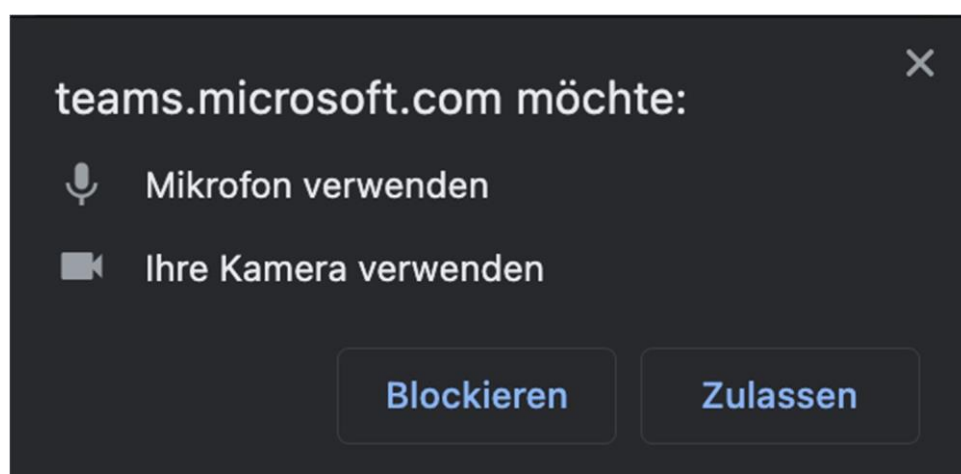 teams.microsoft.com möchte:
Mikrofon verwenden
Ihre Kamera verwenden
Blockieren Zulassen